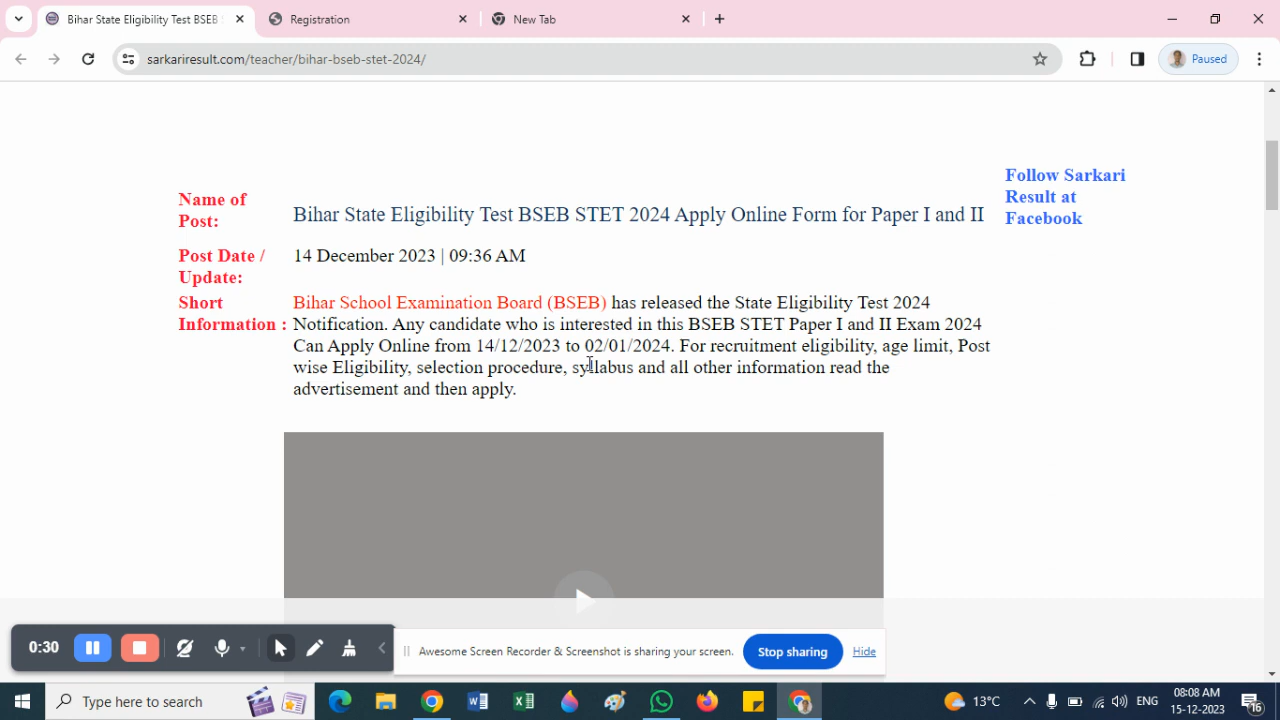 Bihar State Eligibility Test BSEB
Registration
New Tab
sarkariresult.com/teacher/bihar-bseb-stet-2024/
Paused
Follow Sarkari
Result at
Facebook
Name of
Post:
Bihar State Eligibility Test BSEB STET 2024 Apply Online Form for Paper I and II
Post Date /
Update:
14 December 2023 | 09:36 AM
Short
Information :
Bihar School Examination Board (BSEB) has released the State Eligibility Test 2024
Notification. Any candidate who is interested in this BSEB STET Paper I and II Exam 2024
Can Apply Online from 14/12/2023 to 02/01/2024. For recruitment eligibility, age limit, Post
wise Eligibility, selection procedure, syllabus and all other information read the
advertisement and then apply.
0:30
Awesome Screen Recorder & Screenshot is sharing your screen.
Stop sharing
Hide
Type here to search
13°C
ENG
08:08 AM
15-12-2023
16